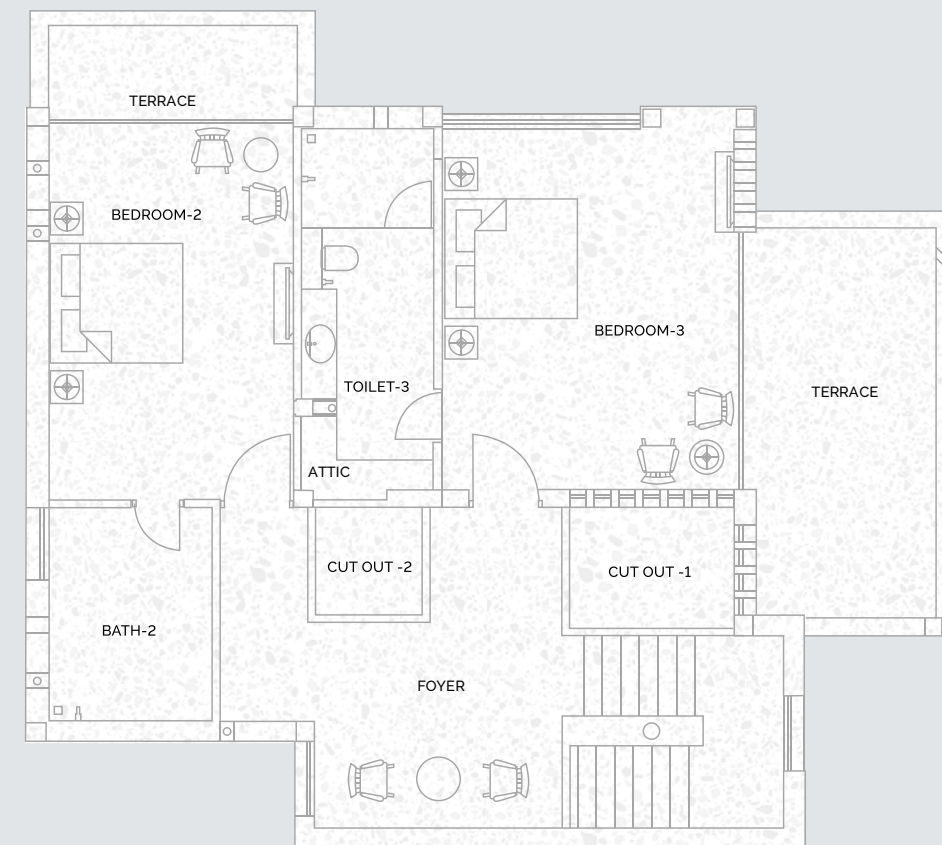 TERRACE
BEDROOM-2
BEDROOM-3
TOILET-3
TERRACE
ATTIC
CUT OUT -2
CUT OUT -1
BATH-2
FOYER